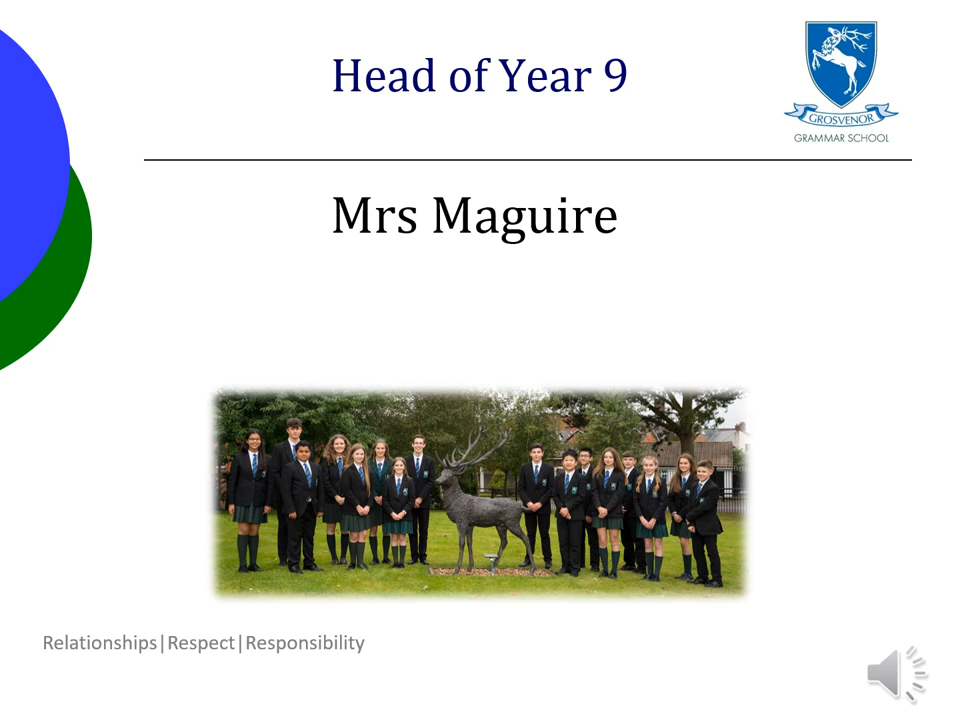 Head of Year 9
GROSVENOR
GRAMMAR SCHOOL
Mrs Maguire
Relationships|Respect|Responsibility